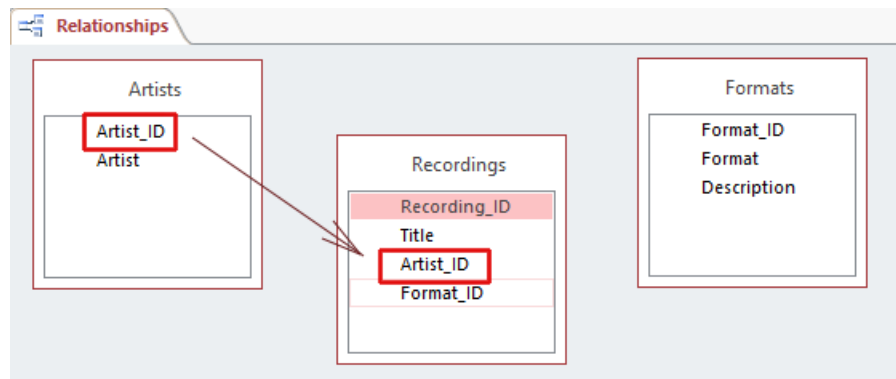 Relationships
Artists
Artist_ID
Artist
Recordings
Recording_ID
Title
Artist_ID
Format_ID
Formats
Format_ID
Format
Description